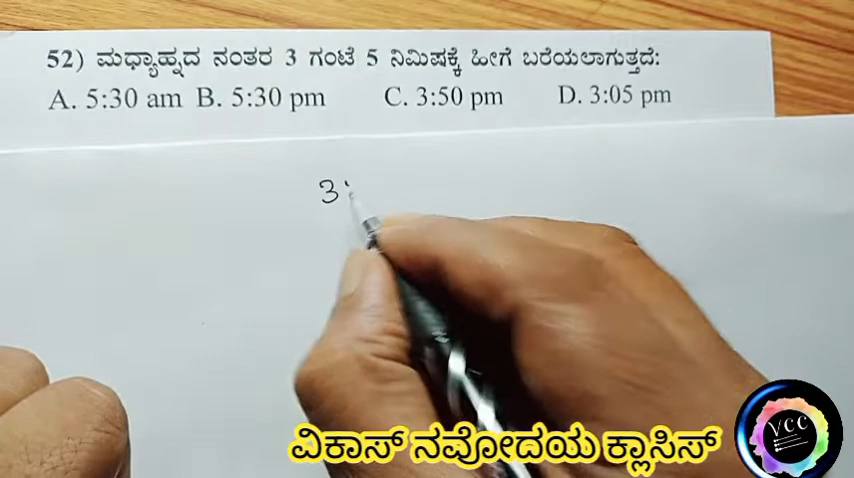 52) ಮಧ್ಯಾಹ್ನದ ನಂತರ 3 ಗಂಟೆ 5 ನಿಮಿಷಕ್ಕೆ ಹೀಗೆ ಬರೆಯಲಾಗುತ್ತದೆ:
A. 5:30 am B. 5:30 pm C. 3:50 pm D. 3:05 pm
3:
ವಿಕಾಸ್ ನವೋದಯ ಕ್ಲಾಸಿಸ್
VCC